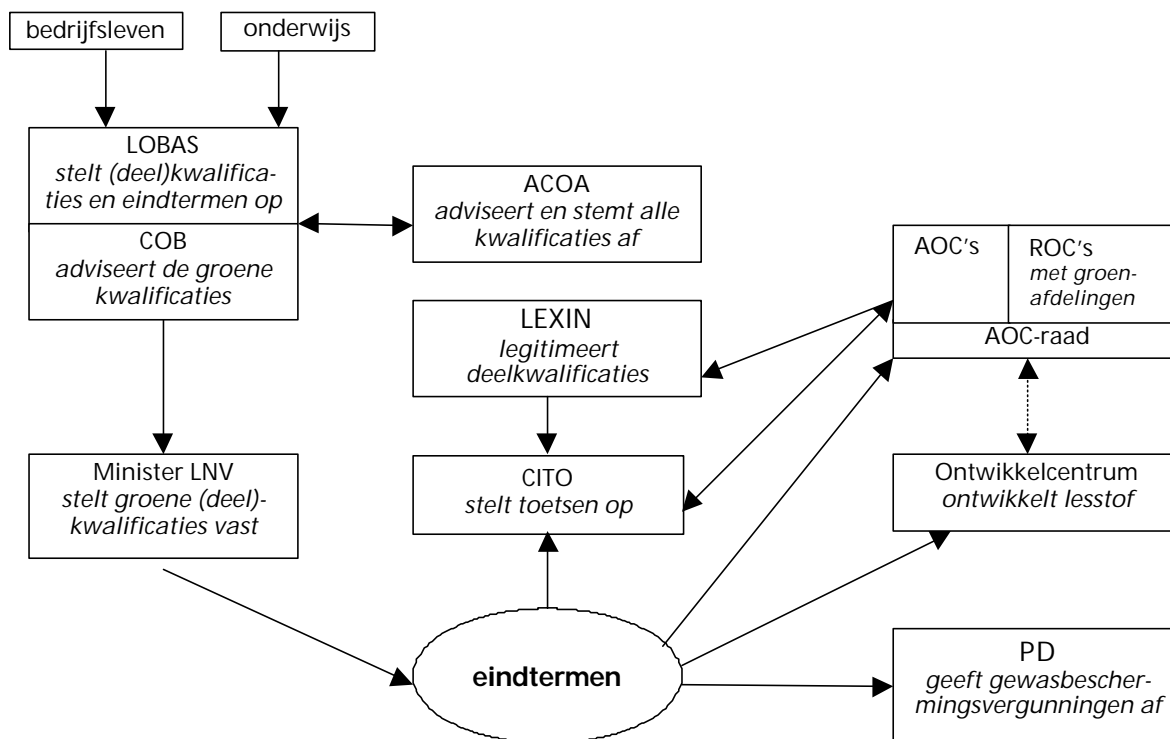 bedrijfsleven
onderwijs
LOBAS
stelt (deel)kwalifica-
ties en eindtermen op
COB
adviseert de groene
kwalificaties
ACOA
adviseert en stemt alle
kwalificaties af
AOC's
ROC's
met groen-
afdelingen
AOC-raad
LEXIN
legitimeert
deelkwalificaties
Minister LNV
stelt groene (deel)-
kwalificaties vast
CITO
stelt toetsen op
Ontwikkelcentrum
ontwikkelt lesstof
eindtermen
PD
geeft gewasbescher-
mingsvergunningen af